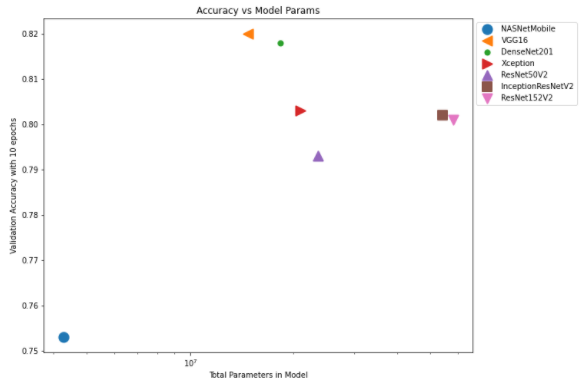 Accuracy vs Model Params
NASNetMobile
VGG16
DenseNet201
Xception
ResNet50V2
InceptionResNetV2
ResNet152V2
Validation Accuracy with 10 epochs
0.82
0.81
0.80
0.79
0.78
0.77
0.76
0.75
10⁷
Total Parameters in Model